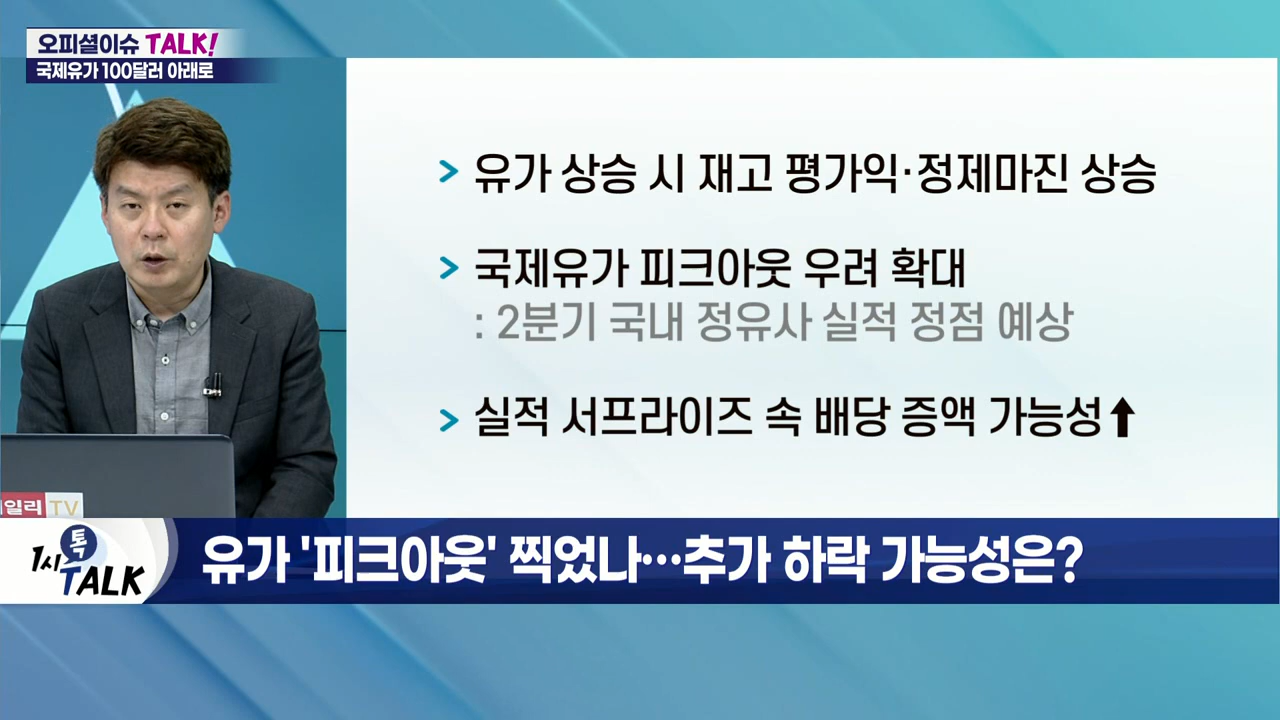 오피셜이슈 TALK!
국제유가 100달러 아래로
> 유가 상승 시 재고 평가익·정제마진 상승
> 국제유가 피크아웃 우려 확대
: 2분기 국내 정유사 실적 정점 예상
> 실적 서프라이즈 속 배당 증액 가능성⬆
일리 TV
1시 톡 TALK
유가 '피크아웃' 찍었나…추가 하락 가능성은?